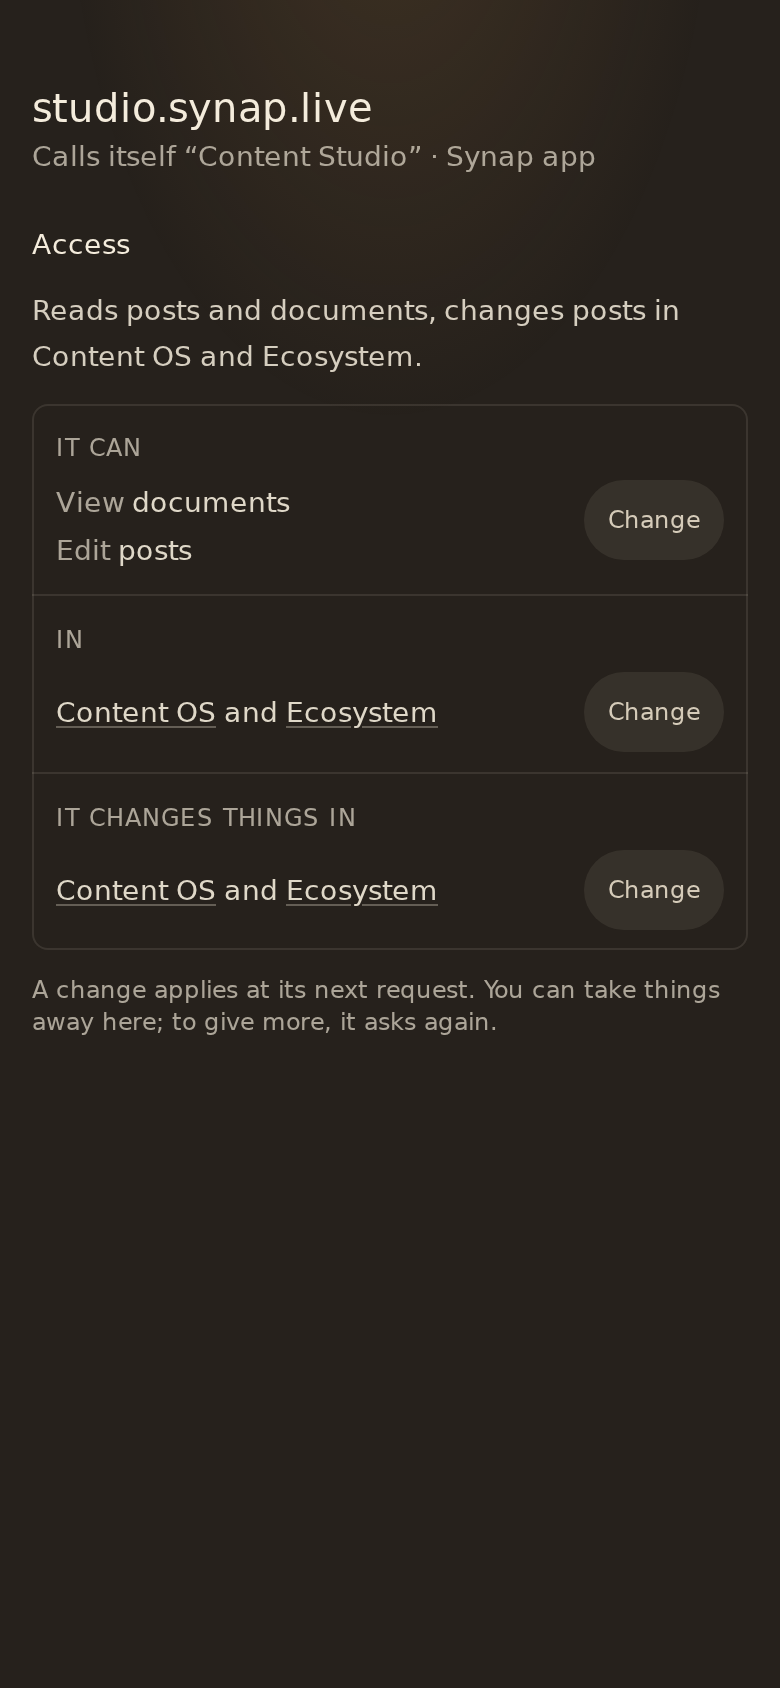 studio.synap.live
Calls itself “Content Studio” · Synap app
Access
Reads posts and documents, changes posts in
Content OS and Ecosystem.
IT CAN
View documents
Edit posts
Change
IN
Content OS and Ecosystem
Change
IT CHANGES THINGS IN
Content OS and Ecosystem
Change
A change applies at its next request. You can take things
away here; to give more, it asks again.